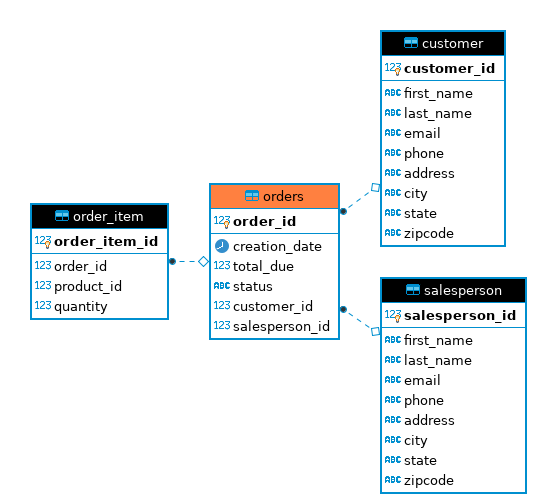 customer
123 customer_id
ABC first_name
ABC last_name
ABC email
ABC phone
ABC address
ABC city
ABC state
ABC zipcode
orders
123 order_id
creation_date
123 total_due
ABC status
123 customer_id
123 salesperson_id
order_item
123 order_item_id
123 order_id
123 product_id
123 quantity
salesperson
123 salesperson_id
ABC first_name
ABC last_name
ABC email
ABC phone
ABC address
ABC city
ABC state
ABC zipcode